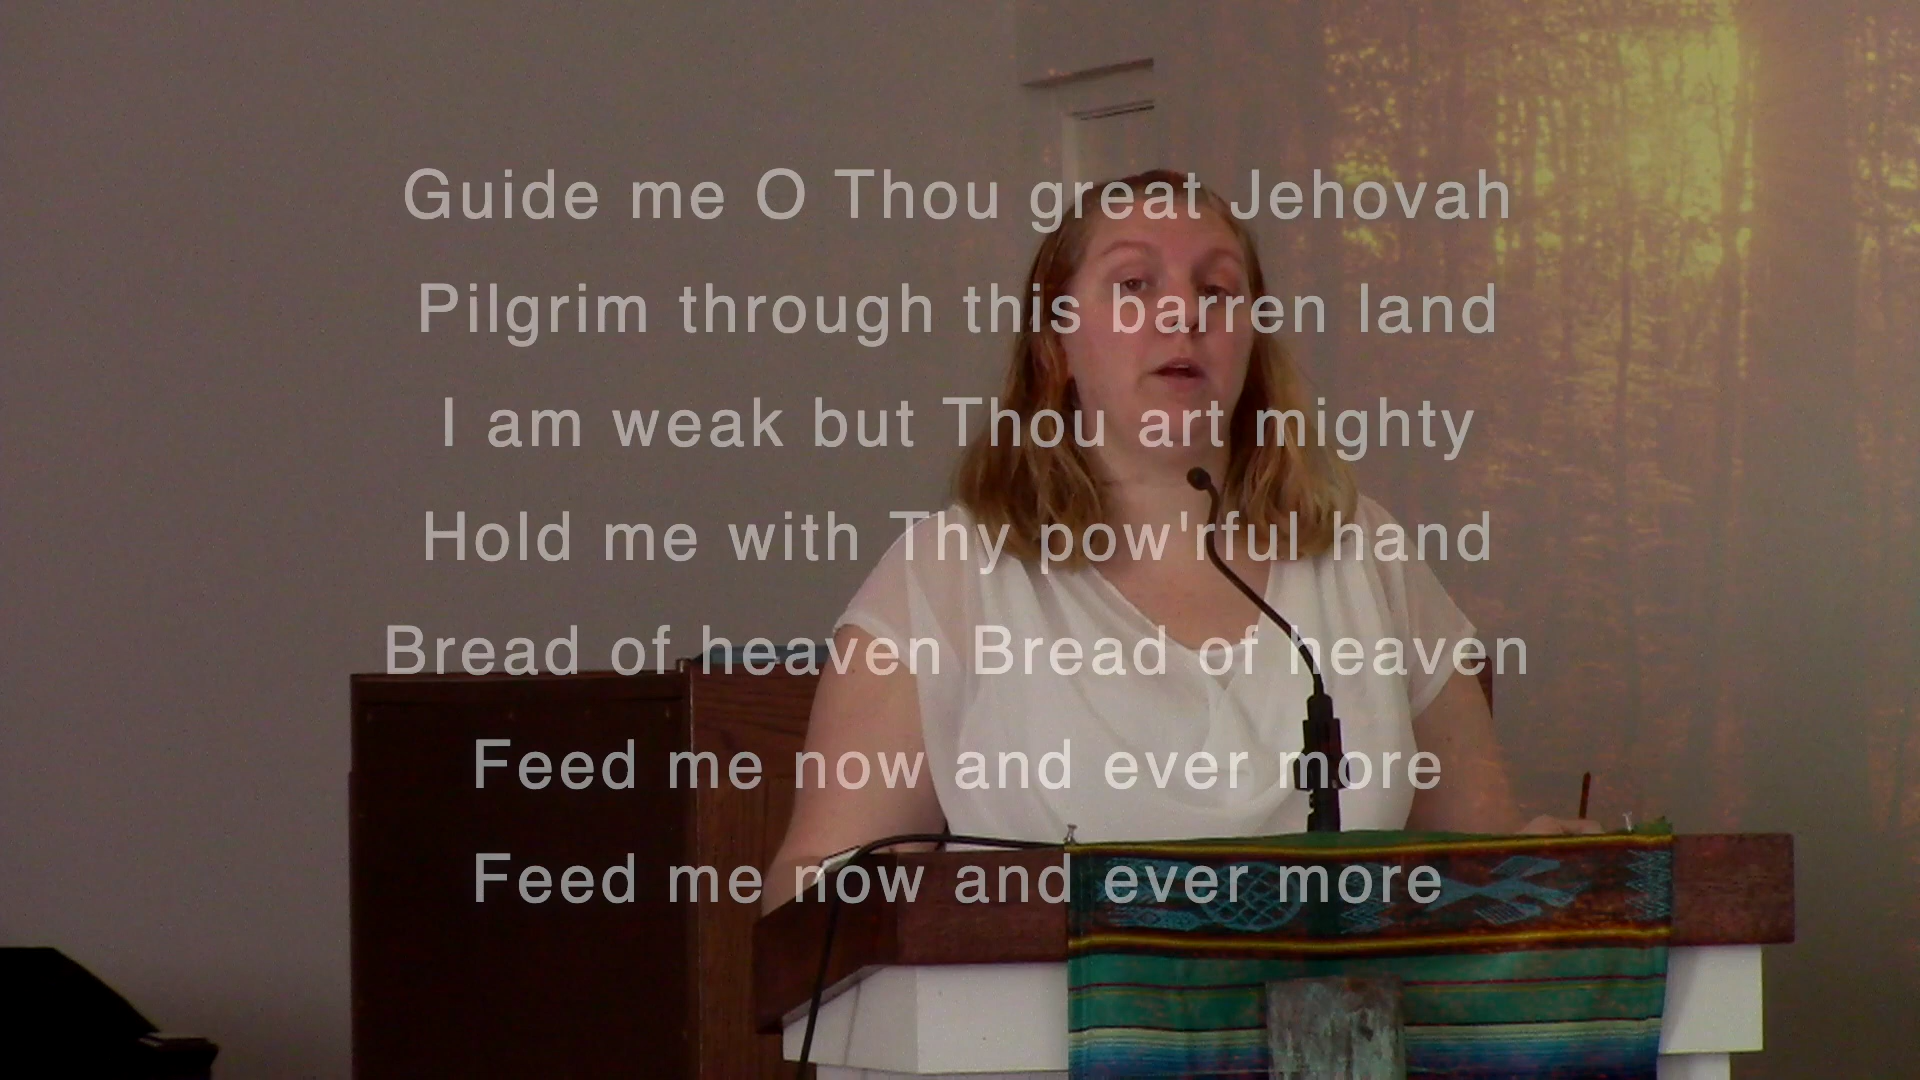 Guide me O Thou great Jehovah
Pilgrim through this barren land
I am weak but Thou art mighty
Hold me with Thy pow'rful hand
Bread of heaven Bread of heaven
Feed me now and ever more
Feed me now and ever more